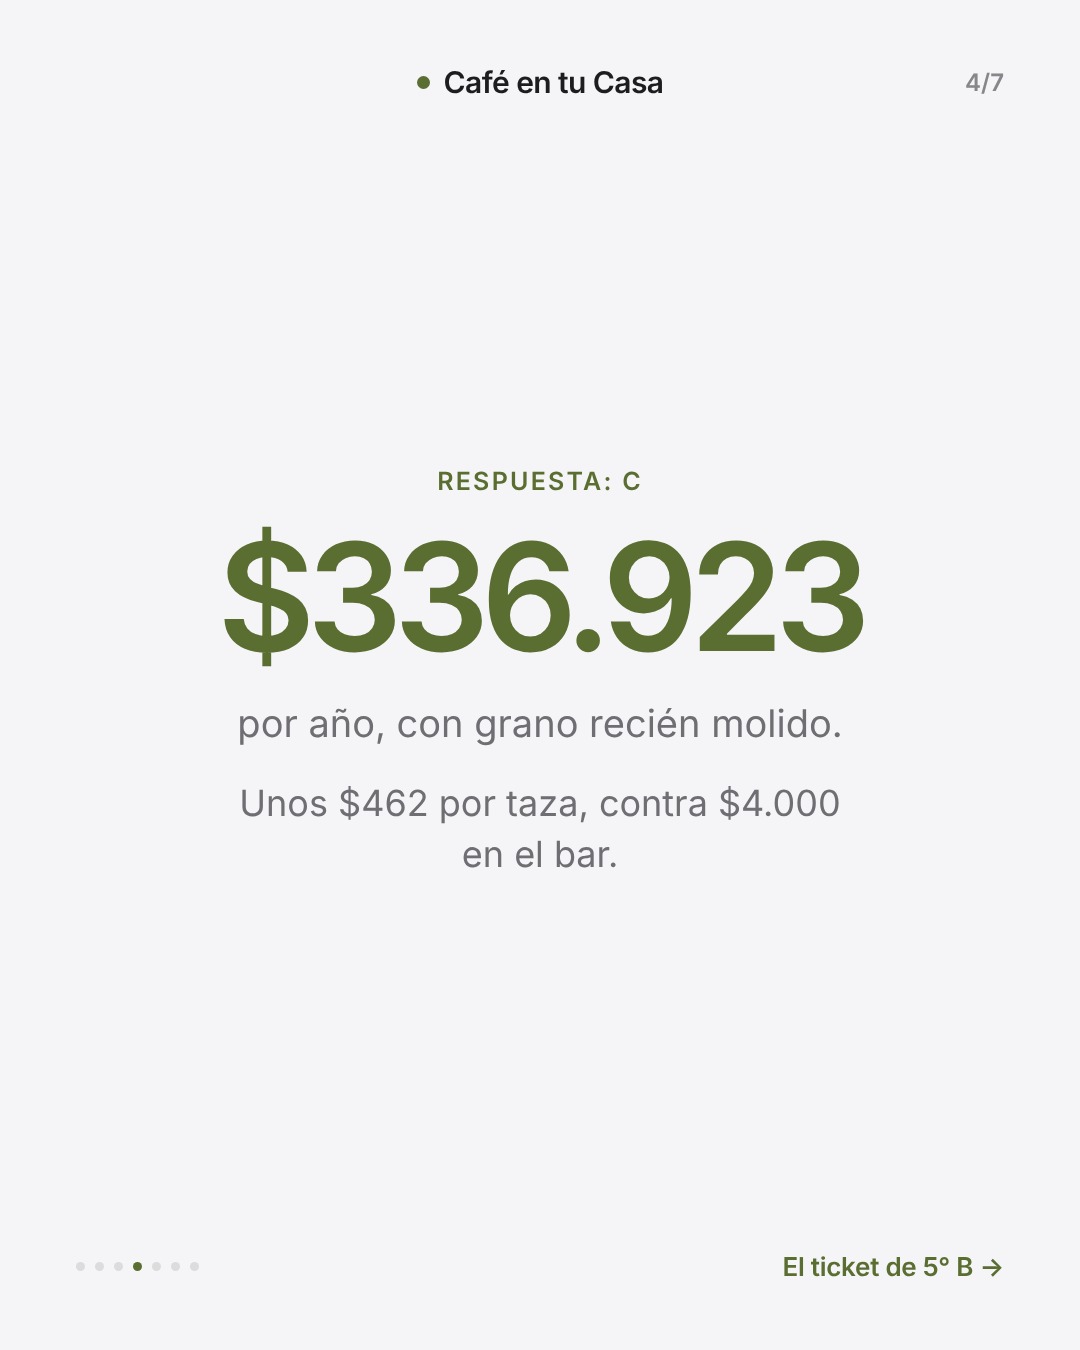 Café en tu Casa
4/7
RESPUESTA: C
$336.923
por año, con grano recién molido.
Unos $462 por taza, contra $4.000
en el bar.
El ticket de 5° B →